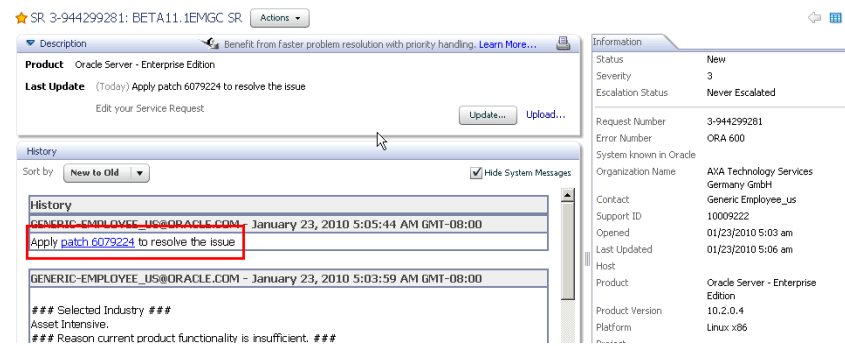 SR 3-944299281: BETA11.1EMGC SR Actions
Description Benefit from faster problem resolution with priority handling. Learn More...
Product Oracle Server - Enterprise Edition
Last Update (Today) Apply patch 6079224 to resolve the issue
Edit your Service Request
Update... Upload...
History
Sort by New to Old Hide System Messages
History
GENERIC-EMPLOYEE_US@ORACLE.COM - January 23, 2010 5:05:44 AM GMT-08:00
Apply patch 6079224 to resolve the issue
GENERIC-EMPLOYEE_US@ORACLE.COM - January 23, 2010 5:03:59 AM GMT-08:00
### Selected Industry ###
Asset Intensive.
### Reason current product functionality is insufficient. ###
Information
Status New
Severity 3
Escalation Status Never Escalated
Request Number 3-944299281
Error Number ORA 600
System known in Oracle
Organization Name AXA Technology Services
Germany GmbH
Contact Generic Employee_us
Support ID 10009222
Opened 01/23/2010 5:03 am
Last Updated 01/23/2010 5:06 am
Host
Product Oracle Server - Enterprise
Edition
Product Version 10.2.0.4
Platform Linux x86